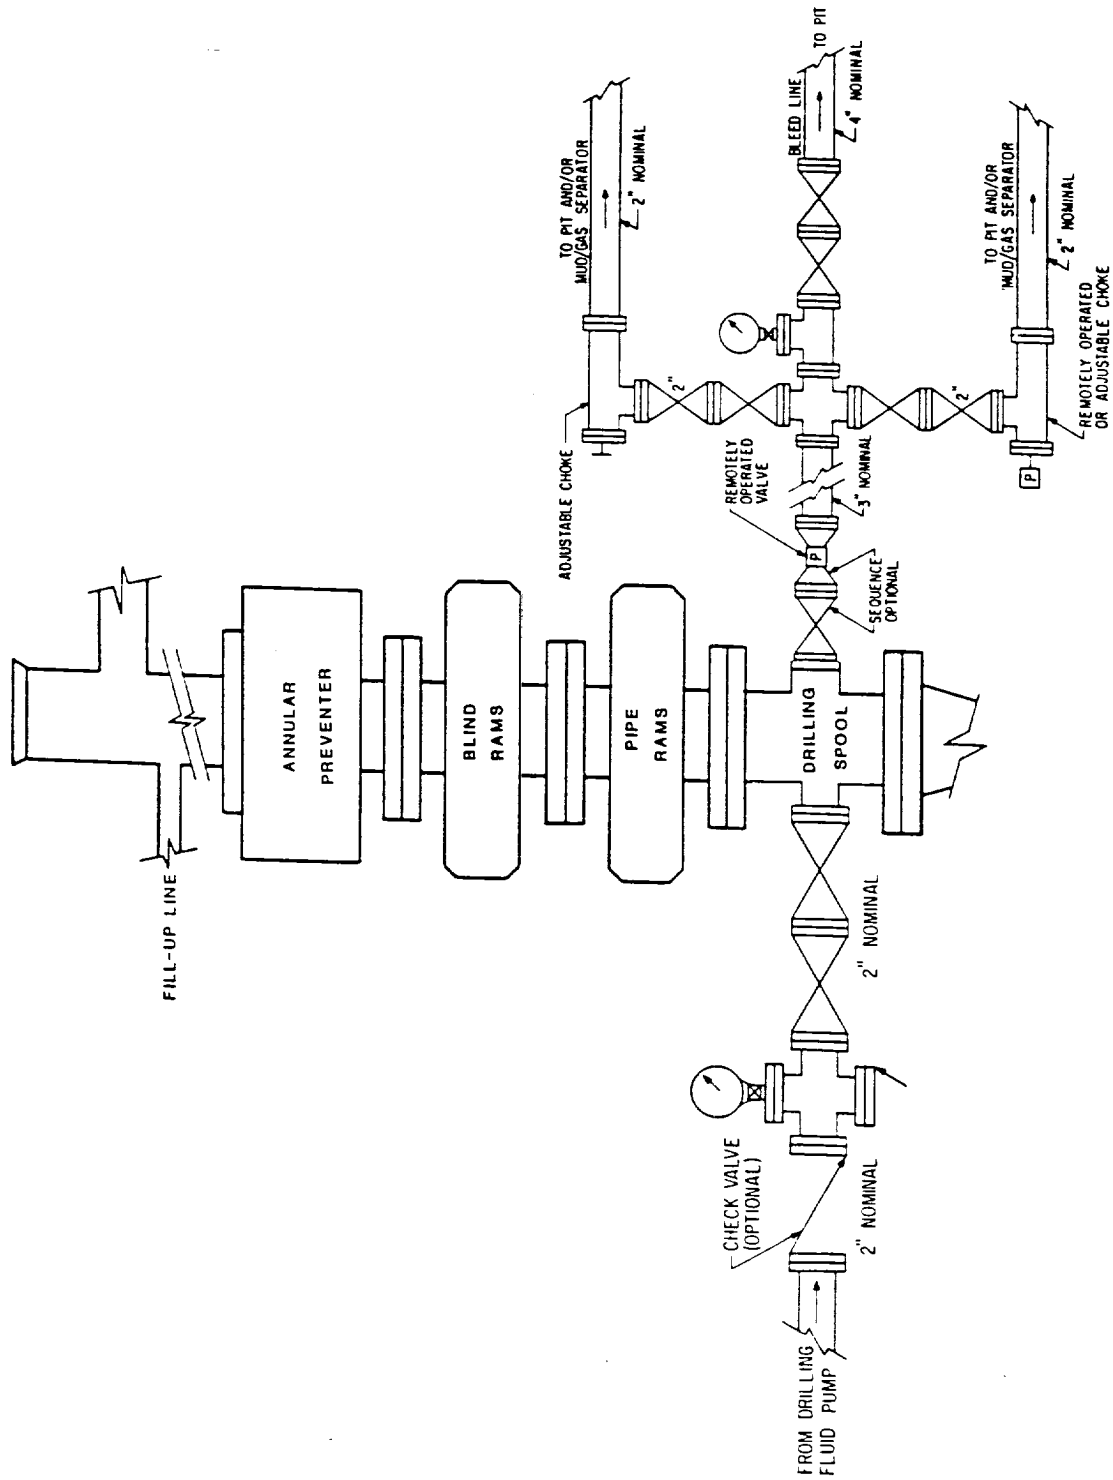 FILL-UP LINE
ANNULAR
PREVENTER
BLIND
RAMS
PIPE
RAMS
DRILLING
SPOOL
FROM DRILLING
FLUID PUMP
CHECK VALVE
(OPTIONAL)
2" NOMINAL
2" NOMINAL
SEQUENCE
OPTIONAL
P
REMOTELY
OPERATED
VALVE
3" NOMINAL
ADJUSTABLE CHOKE
2"
TO PIT AND/OR
MUD/GAS SEPARATOR
2" NOMINAL
BLEED LINE
TO PIT
4" NOMINAL
2"
TO PIT AND/OR
MUD/GAS SEPARATOR
2" NOMINAL
P
REMOTELY OPERATED
OR ADJUSTABLE CHOKE